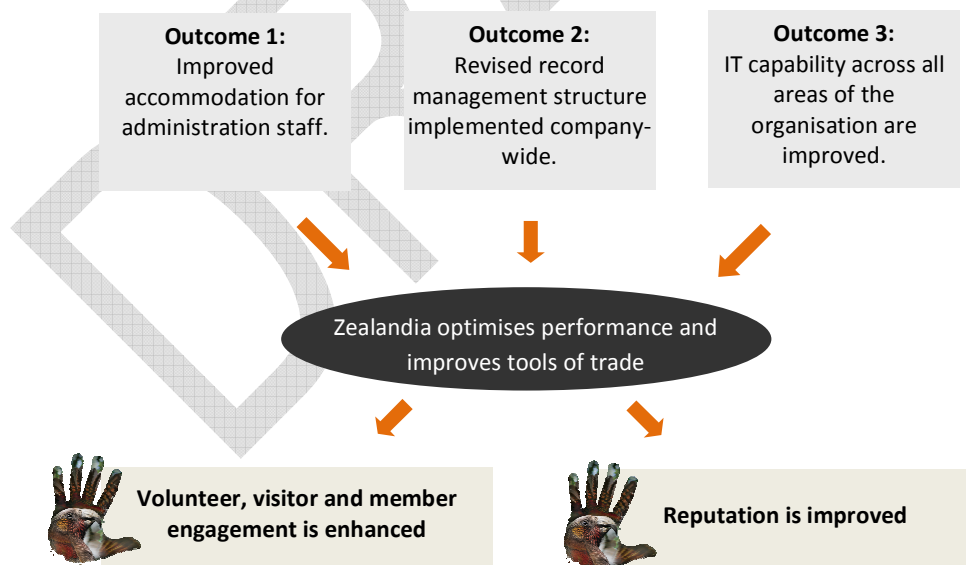 Outcome 1:
Improved
accommodation for
administration staff.
Outcome 2:
Revised record
management structure
implemented company-
wide.
Outcome 3:
IT capability across all
areas of the
organisation are
improved.
Zealandia optimises performance and
improves tools of trade
Volunteer, visitor and member
engagement is enhanced
Reputation is improved